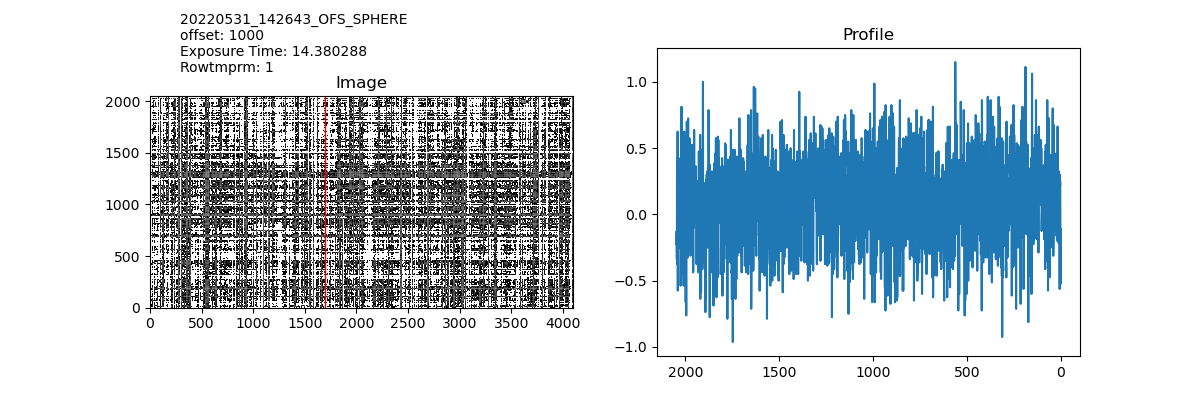 20220531_142643_OFS_SPHERE
offset: 1000
Exposure Time: 14.380288
Rowtmprm: 1
Image
2000
1500
1000
500
0
0 500 1000 1500 2000 2500 3000 3500 4000
Profile
1.0
0.5
0.0
−0.5
−1.0
2000 1500 1000 500 0